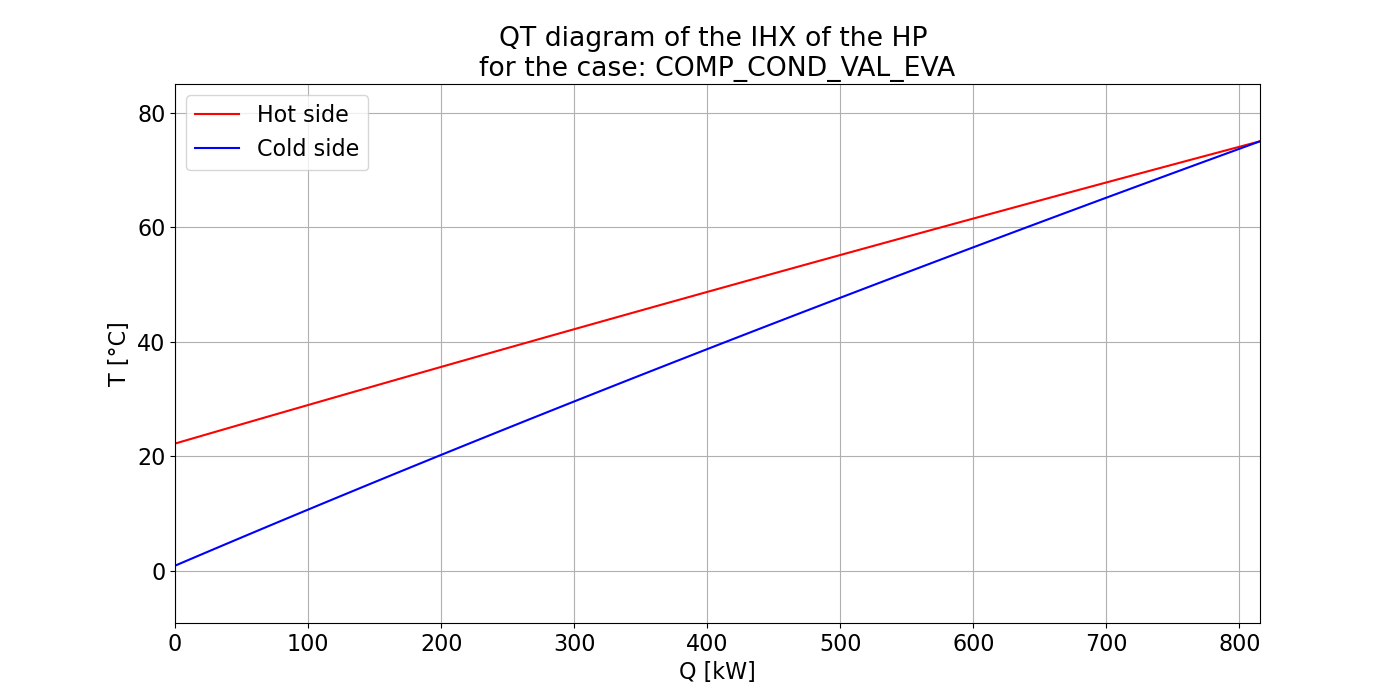 QT diagram of the IHX of the HP
for the case: COMP_COND_VAL_EVA
Hot side
Cold side
80
60
40
20
0
T [°C]
0 100 200 300 400 500 600 700 800
Q [kW]